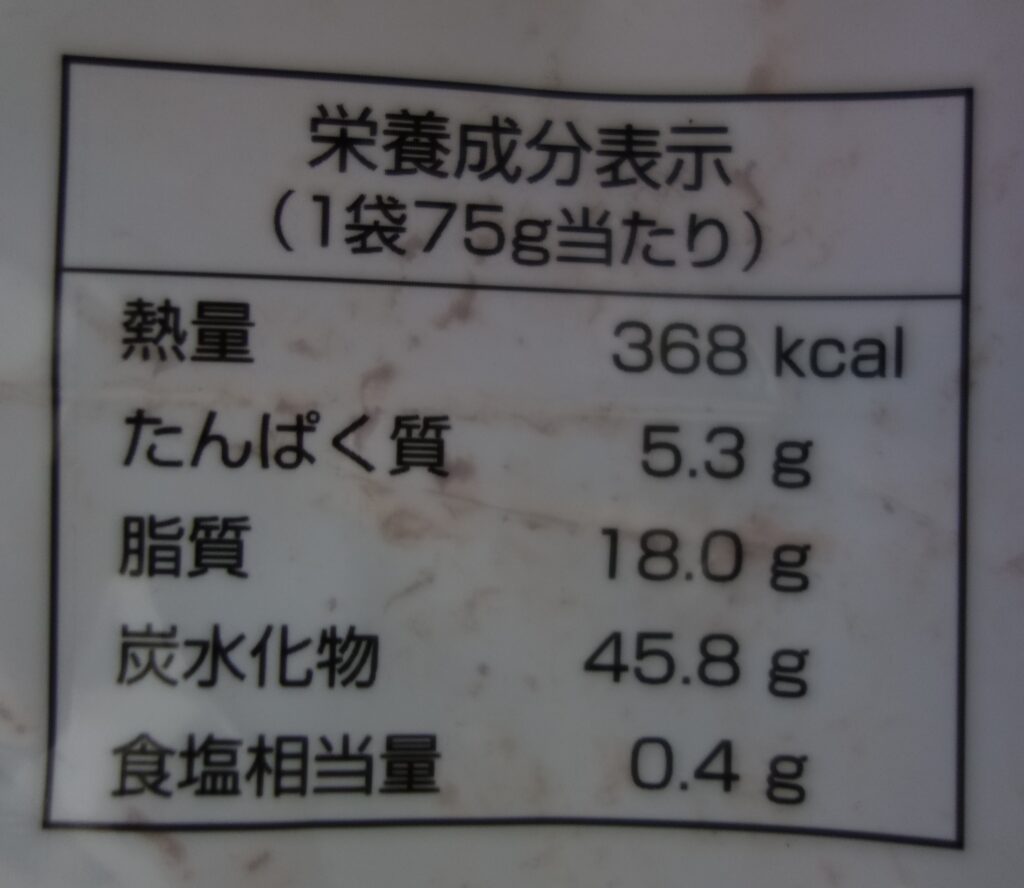 栄養成分表示
（1袋75g当たり）
熱量 368 kcal
たんぱく質 5.3 g
脂質 18.0 g
炭水化物 45.8 g
食塩相当量 0.4 g